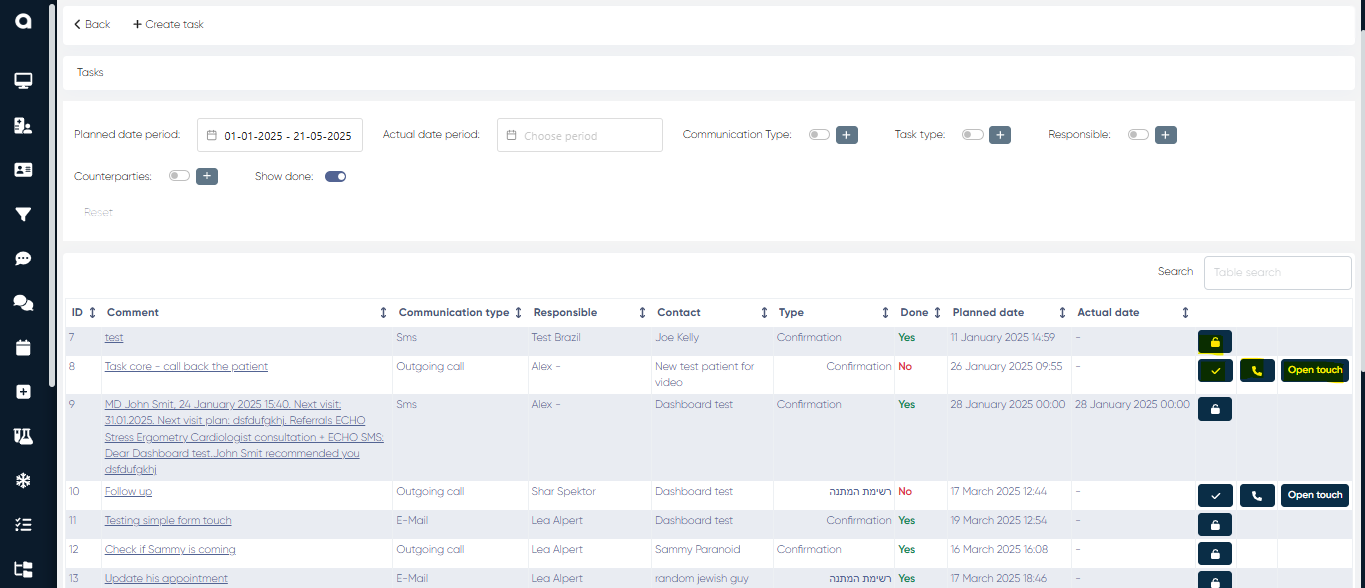 Back + Create task
Tasks
Planned date period: 01-01-2025 - 21-05-2025 Actual date period: Choose period Communication Type: + Task type: + Responsible: +
Counterparties: + Show done:
Reset
Search Table search
ID Comment Communication type Responsible Contact Type Done Planned date Actual date
7 test Sms Test Brazil Joe Kelly Confirmation Yes 11 January 2025 14:59 -
8 Task core - call back the patient Outgoing call Alex - New test patient for Confirmation No 26 January 2025 09:55 - Open touch
video
9 MD John Smit, 24 January 2025 15:40. Next visit: Sms Alex - Dashboard test Confirmation Yes 28 January 2025 00:00 28 January 2025 00:00
31.01.2025. Next visit plan: dsfdufgkhj, Referrals ECHO
Stress Ergometry Cardiologist consultation + ECHO SMS:
Dear Dashboard test,John Smit recommended you
dsfdufgkhj
10 Follow up Outgoing call Shar Spektor Dashboard test רשימת המתנה No 17 March 2025 12:44 - Open touch
11 Testing simple form touch E-Mail Lea Alpert Dashboard test Confirmation Yes 19 March 2025 12:54 -
12 Check if Sammy is coming Outgoing call Lea Alpert Sammy Paranoid Confirmation Yes 16 March 2025 16:08 -
13 Update his appointment E-Mail Lea Alpert random jewish guy רשימת המתנה Yes 17 March 2025 18:46 -